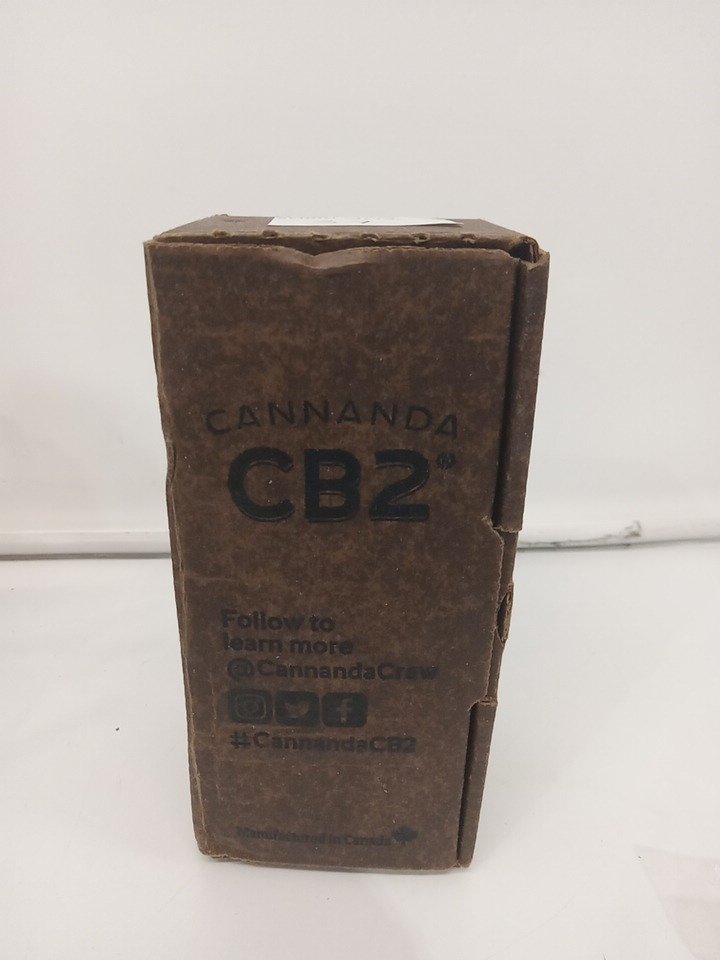 CANNANDA
CB2®
Follow to
learn more
@CannandaCrew
#CannandaCB2
Manufactured in Canada